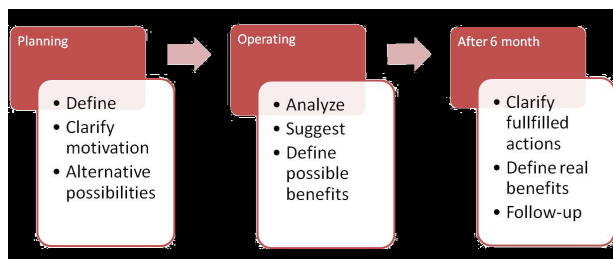 Planning
• Define
• Clarify
motivation
• Alternative
possibilities
Operating
• Analyze
• Suggest
• Define
possible
benefits
After 6 month
• Clarify
fullfilled
actions
• Define real
benefits
• Follow-up